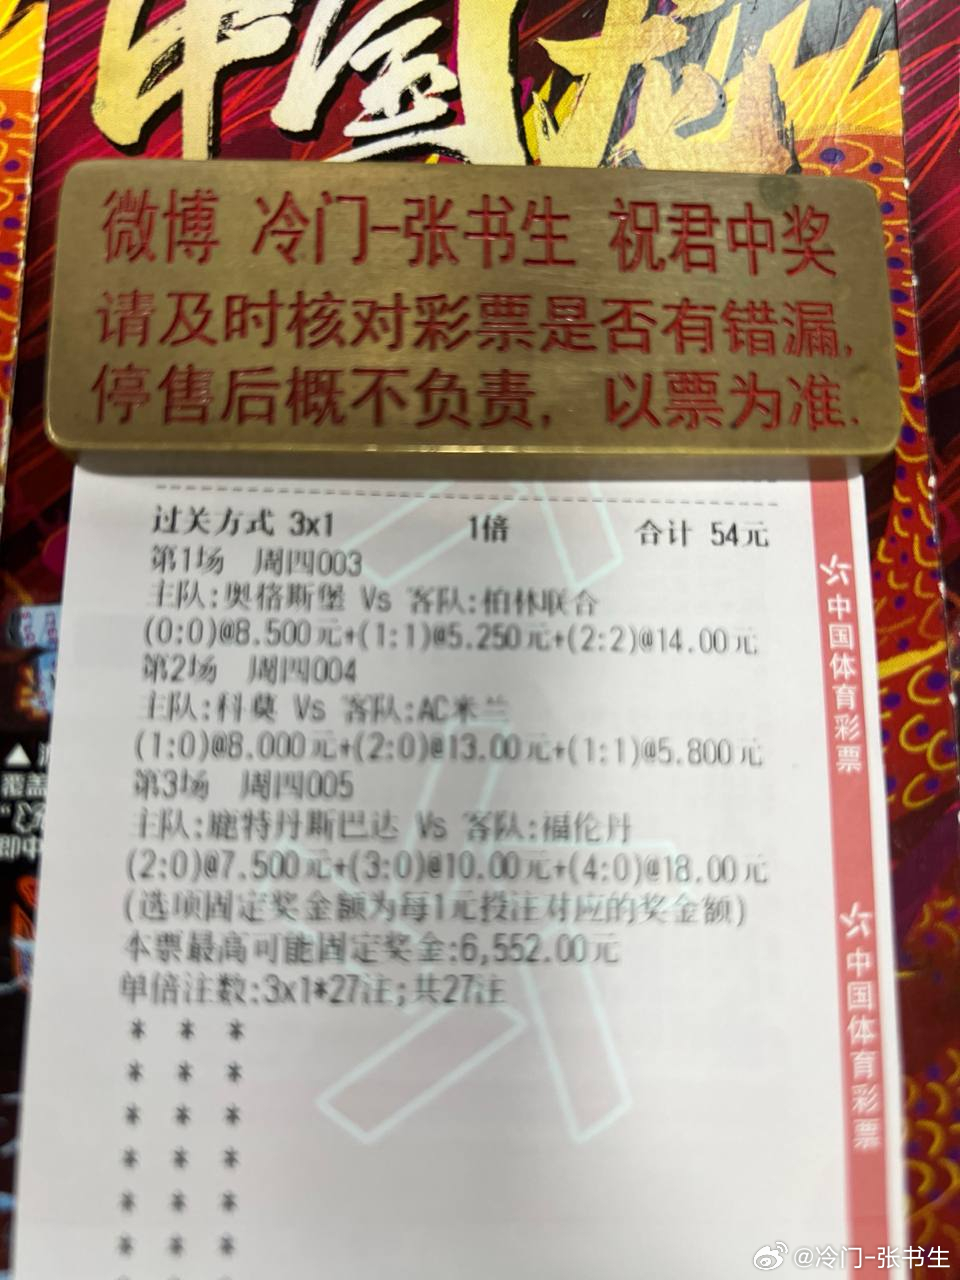 中国龙
微博 冷门-张书生 祝君中奖
请及时核对彩票是否有错漏,
停售后概不负责, 以票为准.
过关方式 3x1 1倍 合计 54元
第1场 周四003
主队:奥格斯堡 Vs 客队:柏林联合
(0:0)@8.500元+(1:1)@5.250元+(2:2)@14.00元
第2场 周四004
主队:科莫 Vs 客队:AC米兰
(1:0)@8.000元+(2:0)@13.00元+(1:1)@5.800元
第3场 周四005
主队:鹿特丹斯巴达 Vs 客队:福伦丹
(2:0)@7.500元+(3:0)@10.00元+(4:0)@18.00元
(选项固定奖金额为每1元投注对应的奖金额)
本票最高可能固定奖金:6,552.00元
单倍注数:3x1*27注;共27注
* * *
* * *
* * *
* * *
* * *
* * *
中国体育彩票
中国体育彩票
@冷门-张书生